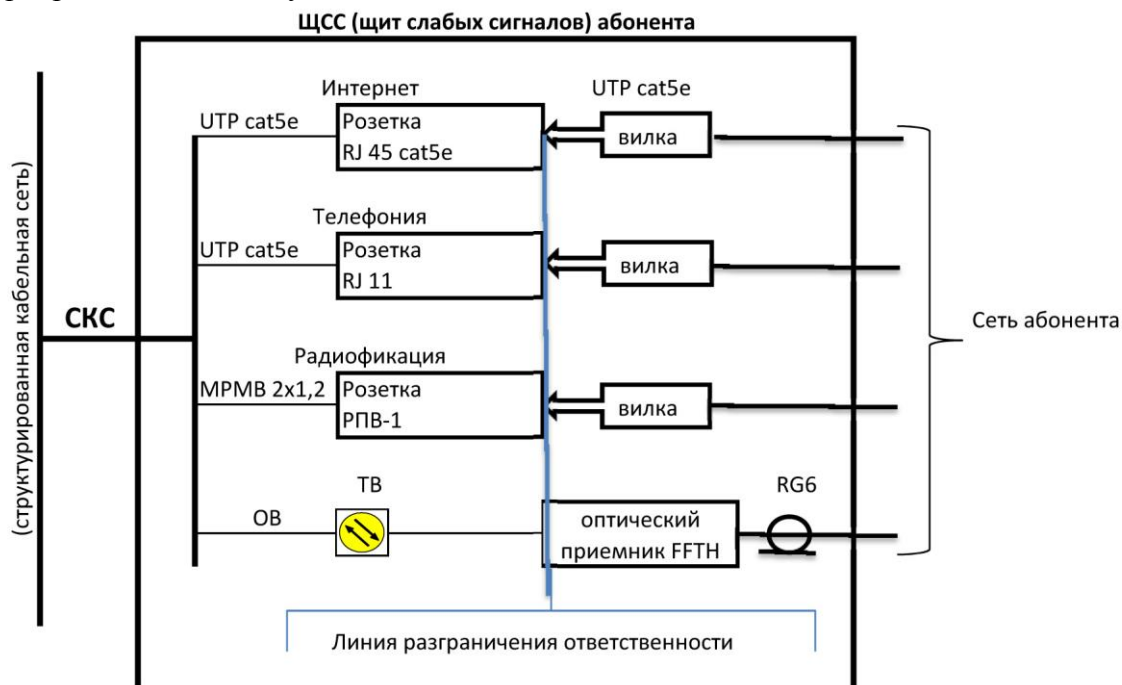 ЩСС (щит слабых сигналов) абонента
Интернет
UTP cat5e
UTP cat5e
Розетка
RJ 45 cat5e
вилка
Телефония
UTP cat5e
Розетка
RJ 11
вилка
(структурированная кабельная сеть)
СКС
Сеть абонента
Радиофикация
МРМВ 2х1,2
Розетка
РПВ-1
вилка
ТВ
RG6
ОВ
оптический
приемник FFTH
Линия разграничения ответственности